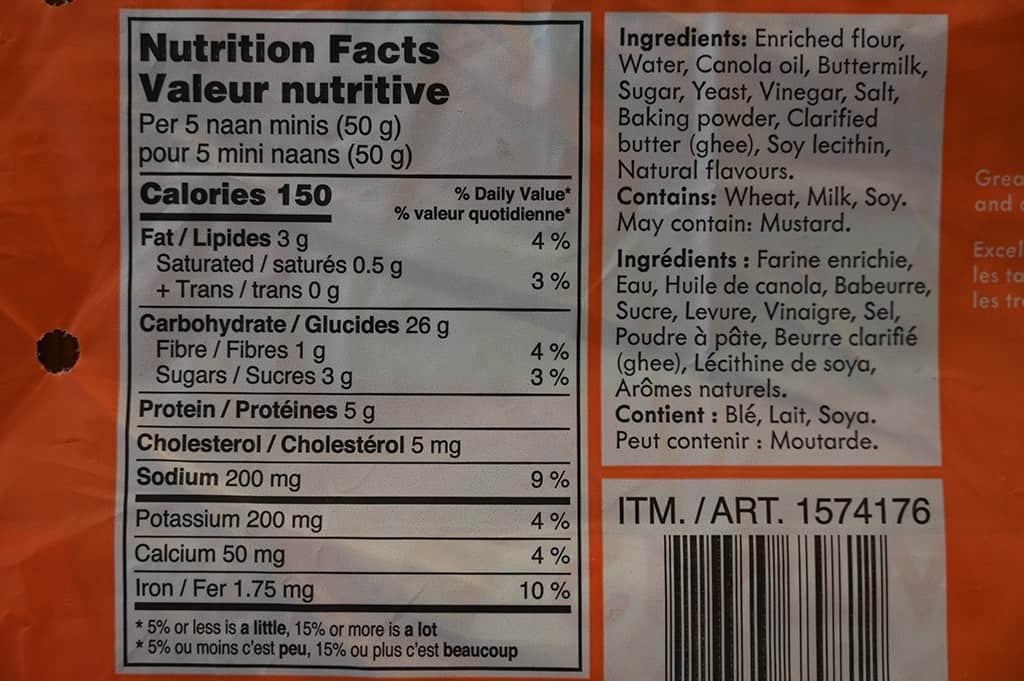 Nutrition Facts
Valeur nutritive
Per 5 naan minis (50 g)
pour 5 mini naans (50 g)
Calories 150
% Daily Value*
% valeur quotidienne*
Fat / Lipides 3 g 4 %
Saturated / saturés 0.5 g
+ Trans / trans 0 g 3 %
Carbohydrate / Glucides 26 g
Fibre / Fibres 1 g 4 %
Sugars / Sucres 3 g 3 %
Protein / Protéines 5 g
Cholesterol / Cholestérol 5 mg
Sodium 200 mg 9 %
Potassium 200 mg 4 %
Calcium 50 mg 4 %
Iron / Fer 1.75 mg 10 %
* 5% or less is a little, 15% or more is a lot
* 5% ou moins c'est peu, 15% ou plus c'est beaucoup
Ingredients: Enriched flour,
Water, Canola oil, Buttermilk,
Sugar, Yeast, Vinegar, Salt,
Baking powder, Clarified
butter (ghee), Soy lecithin,
Natural flavours.
Contains: Wheat, Milk, Soy.
May contain: Mustard.
Ingrédients : Farine enrichie,
Eau, Huile de canola, Babeurre,
Sucre, Levure, Vinaigre, Sel,
Poudre à pâte, Beurre clarifié
(ghee), Lécithine de soya,
Arômes naturels.
Contient : Blé, Lait, Soya.
Peut contenir : Moutarde.
ITM. / ART. 1574176
and
les
les